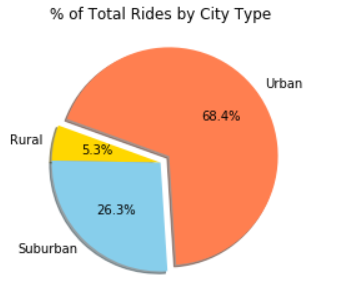 % of Total Rides by City Type
Urban
68.4%
Rural
5.3%
26.3%
Suburban